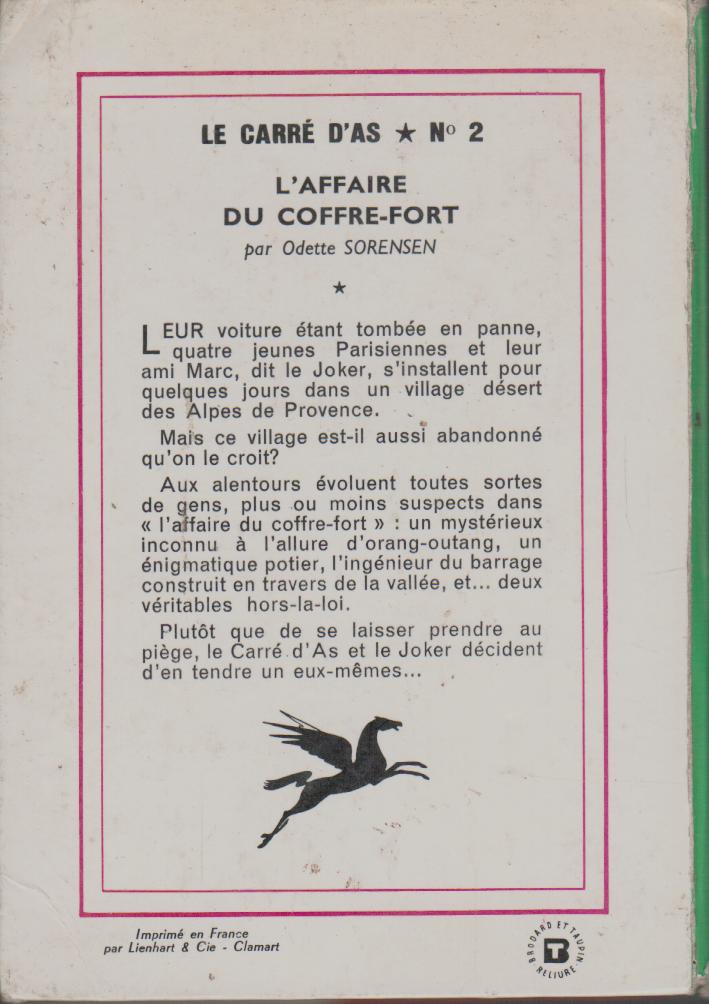 LE CARRÉ D'AS ★ Nº 2
L'AFFAIRE
DU COFFRE-FORT
par Odette SORENSEN
★
LEUR voiture étant tombée en panne,
quatre jeunes Parisiennes et leur
ami Marc, dit le Joker, s'installent pour
quelques jours dans un village désert
des Alpes de Provence.
Mais ce village est-il aussi abandonné
qu'on le croit?
Aux alentours évoluent toutes sortes
de gens, plus ou moins suspects dans
« l'affaire du coffre-fort » : un mystérieux
inconnu à l'allure d'orang-outang, un
énigmatique potier, l'ingénieur du barrage
construit en travers de la vallée, et... deux
véritables hors-la-loi.
Plutôt que de se laisser prendre au
piège, le Carré d'As et le Joker décident
d'en tendre un eux-mêmes...
Imprimé en France
par Lienhart & Cie - Clamart
BRODARD ET TAUPIN
BT
RELIURE